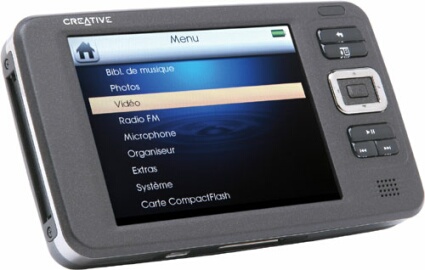 CREATIVE
Menu
Bibl. de musique
Photos
Vidéo
Radio FM
Microphone
Organiseur
Extras
Système
Carte CompactFlash